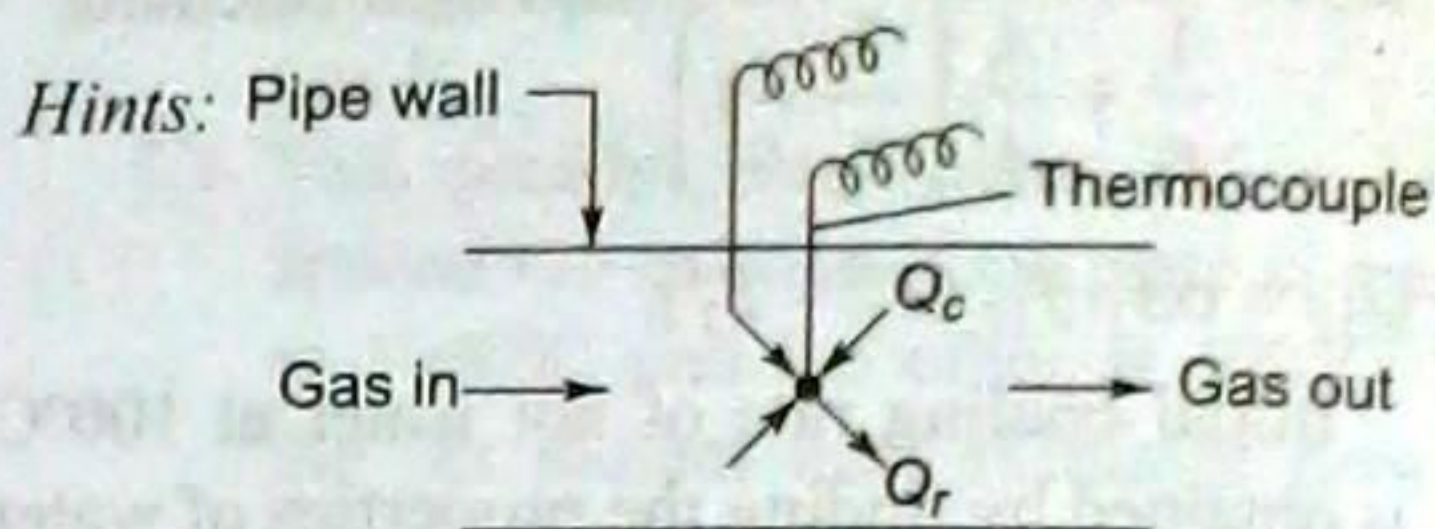 Hints: Pipe wall
Thermocouple
Q_c
Gas in
Gas out
Q_r